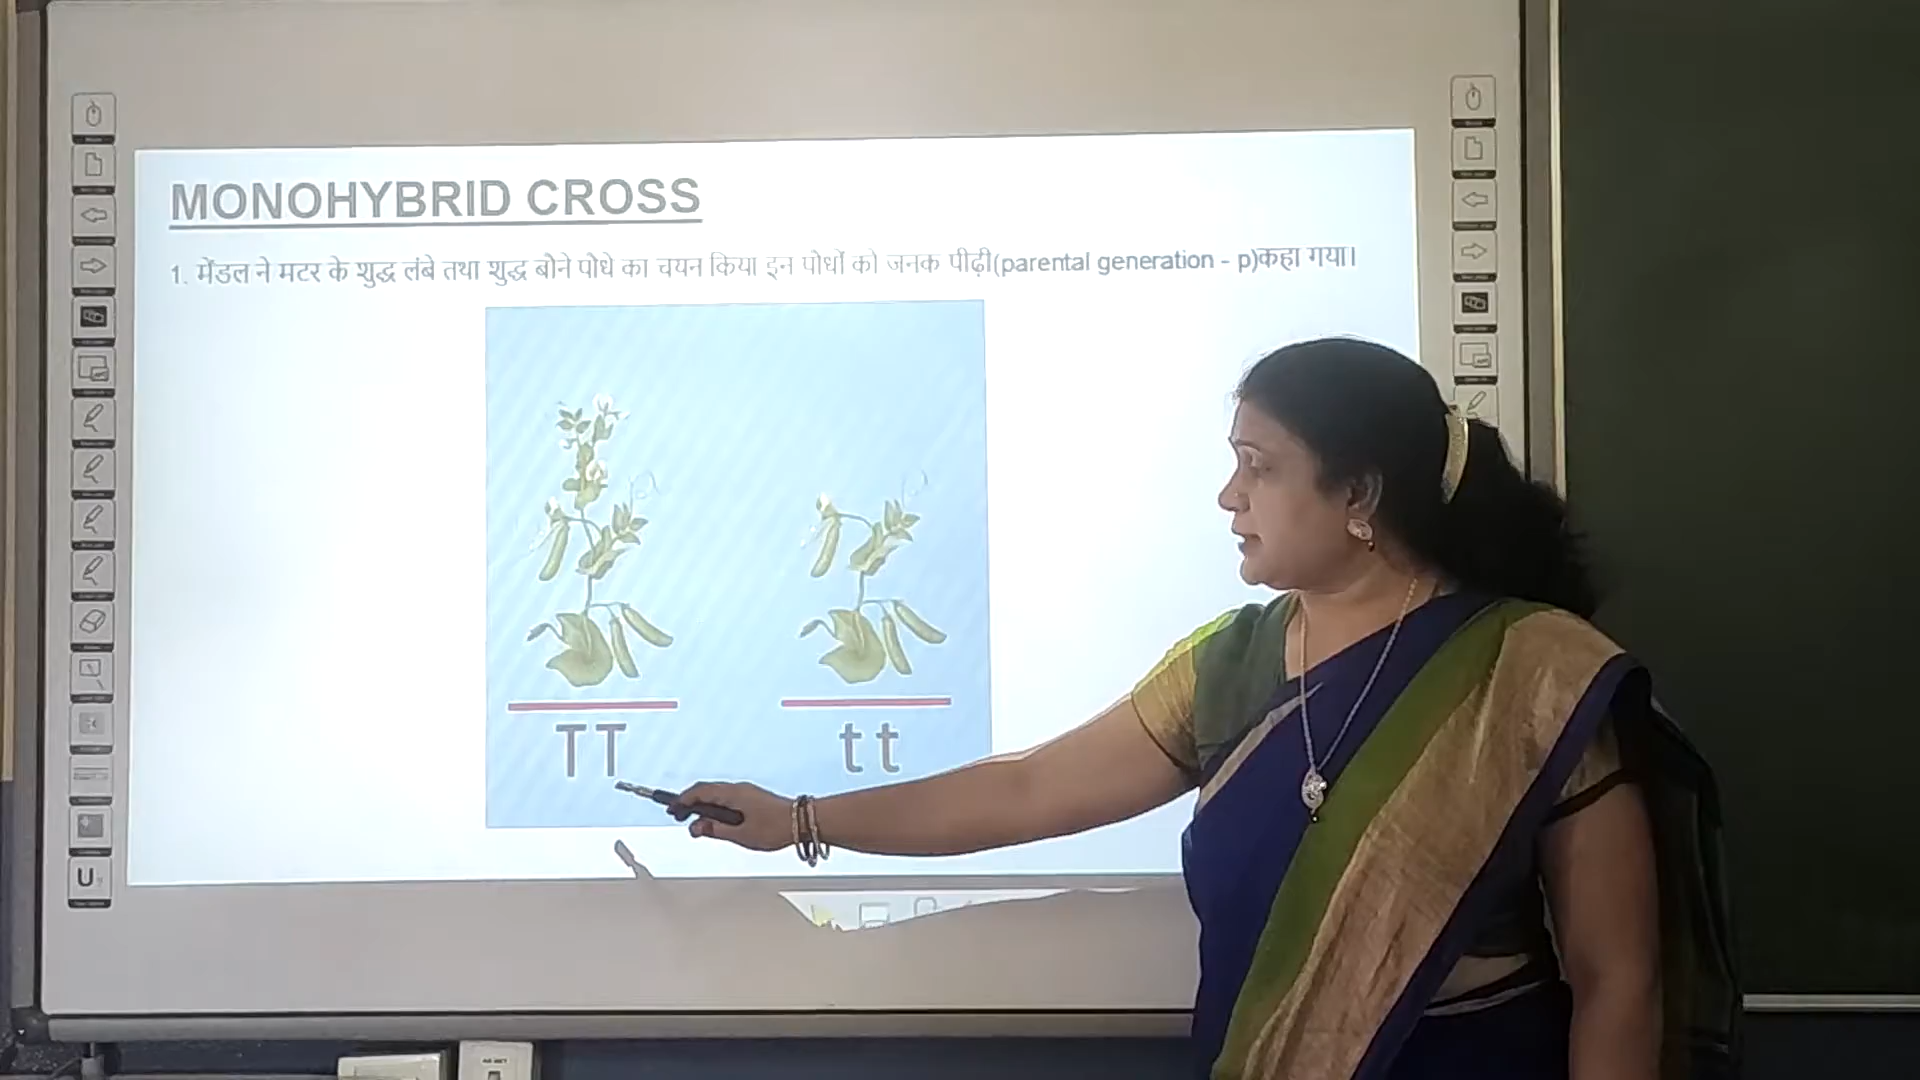 MONOHYBRID CROSS
1. मेंडल ने मटर के शुद्ध लंबे तथा शुद्ध बोने पोधे का चयन किया इन पोधों को जनक पीढ़ी(parental generation - p)कहा गया।
TT tt
U